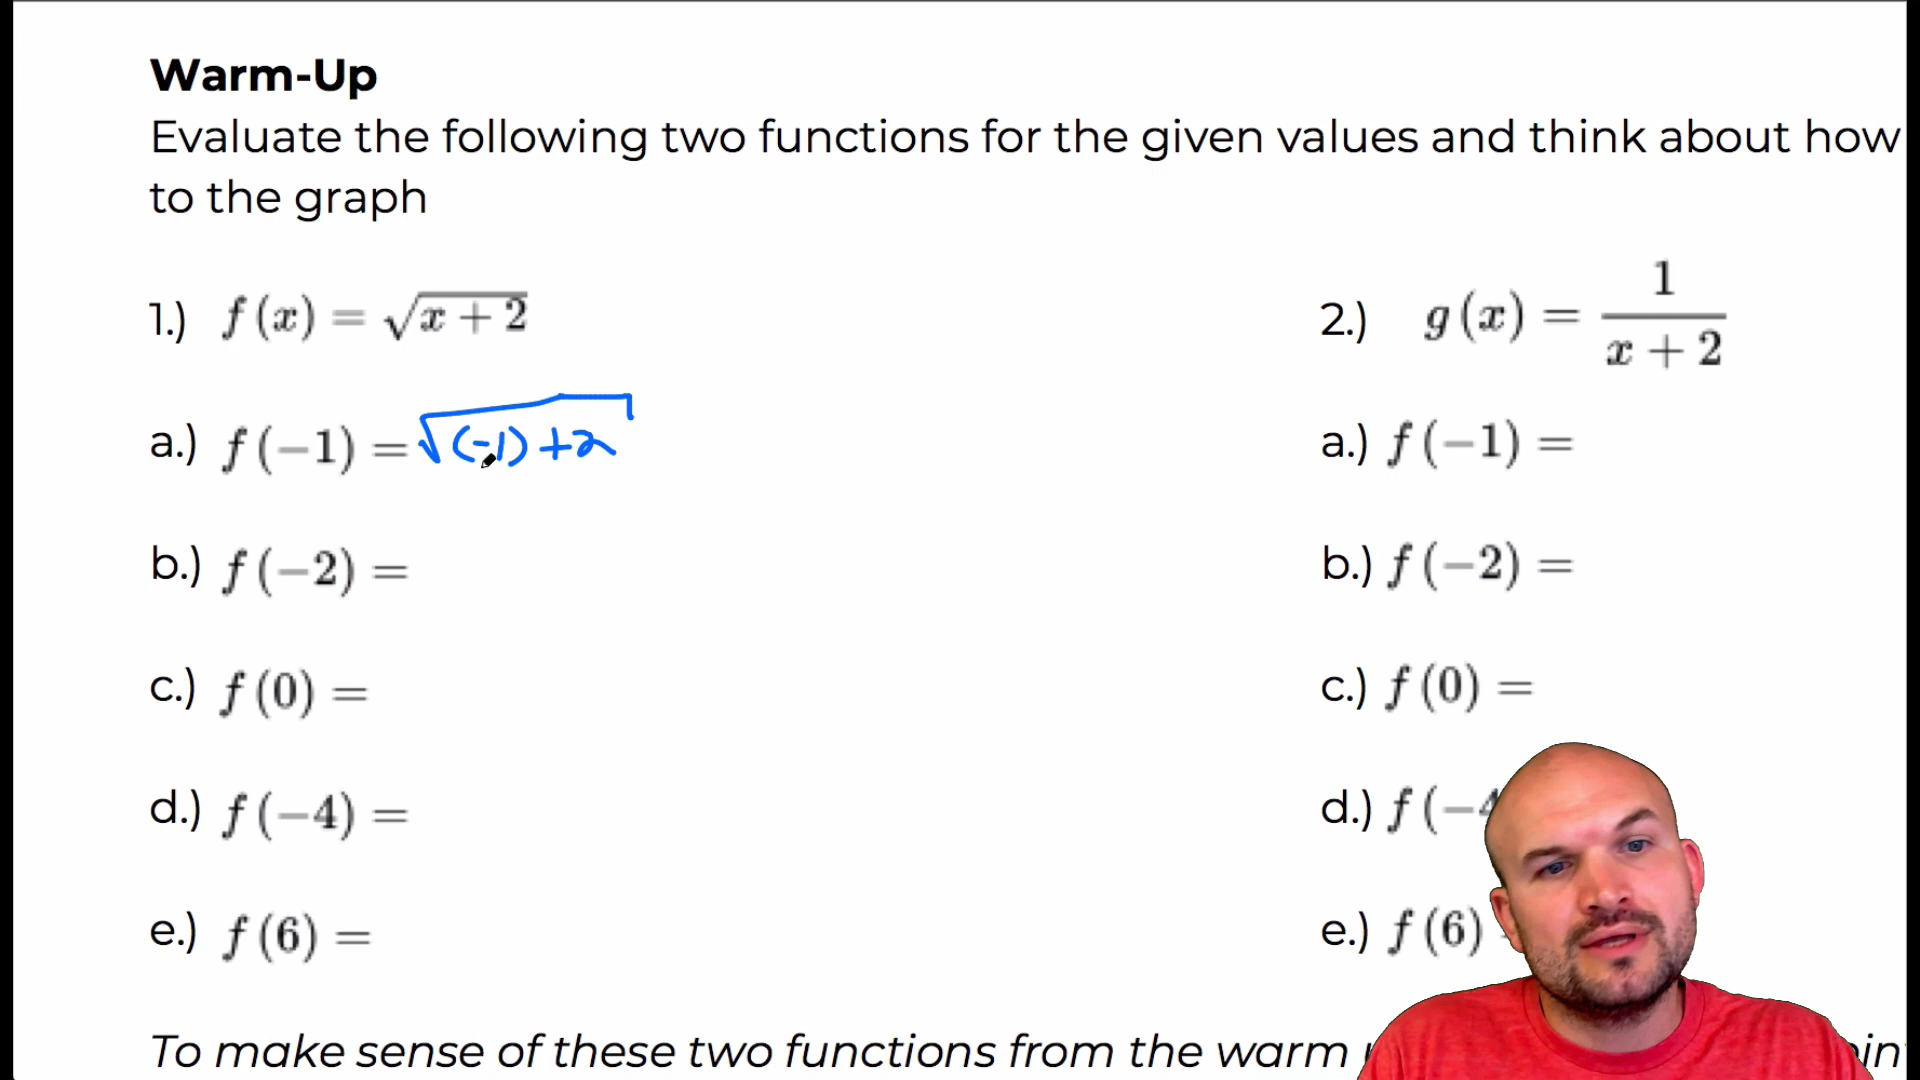 Warm-Up
Evaluate the following two functions for the given values and think about how
to the graph
1.) f(x) = √(x + 2)
a.) f(−1) = √((-1) + 2)
b.) f(−2) =
c.) f(0) =
d.) f(−4) =
e.) f(6) =
2.) g(x) = 1/(x + 2)
a.) f(−1) =
b.) f(−2) =
c.) f(0) =
d.) f(−4
e.) f(6)
To make sense of these two functions from the warm